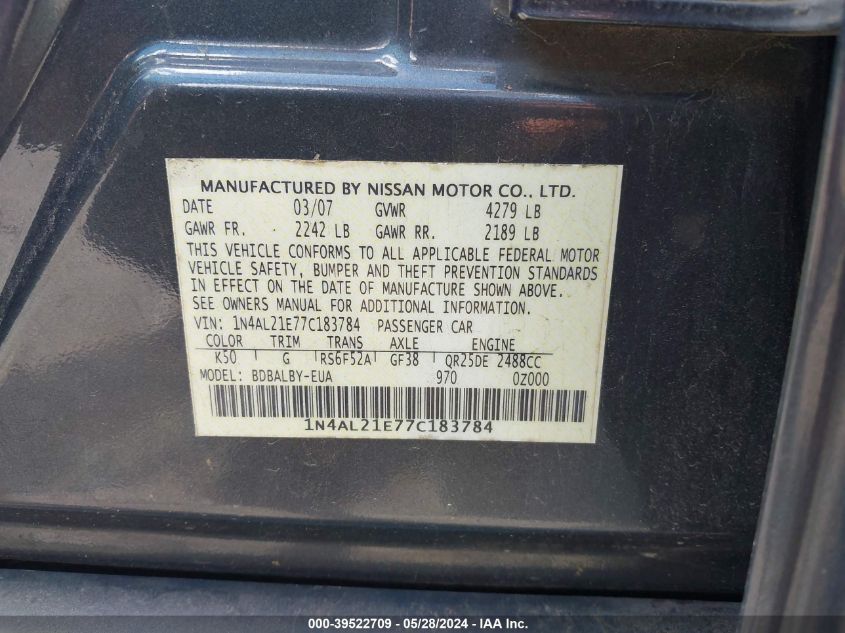 MANUFACTURED BY NISSAN MOTOR CO., LTD.
DATE 03/07 GVWR 4279 LB
GAWR FR. 2242 LB GAWR RR. 2189 LB
THIS VEHICLE CONFORMS TO ALL APPLICABLE FEDERAL MOTOR
VEHICLE SAFETY, BUMPER AND THEFT PREVENTION STANDARDS
IN EFFECT ON THE DATE OF MANUFACTURE SHOWN ABOVE.
SEE OWNERS MANUAL FOR ADDITIONAL INFORMATION.
VIN: 1N4AL21E77C183784 PASSENGER CAR
COLOR TRIM TRANS AXLE ENGINE
K50 G RS6F52A GF38 QR25DE 2488CC
MODEL: BDBALBY-EUA 970 0Z000
1N4AL21E77C183784
000-39522709 - 05/28/2024 - IAA Inc.